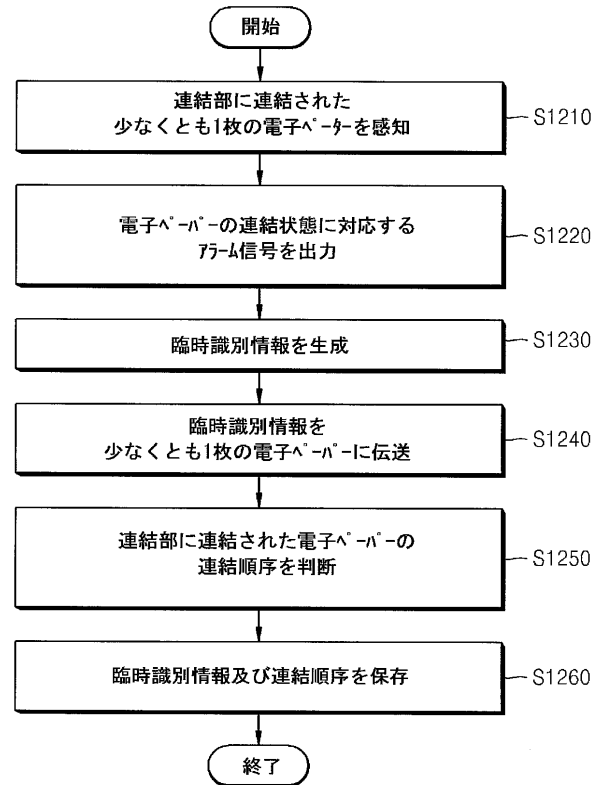 開始
連結部に連結された
少なくとも1枚の電子ﾍﾟｰﾀｰを感知
S1210
電子ﾍﾟｰﾊﾟｰの連結状態に対応する
ｱﾗｰﾑ信号を出力
S1220
臨時識別情報を生成
S1230
臨時識別情報を
少なくとも1枚の電子ﾍﾟｰﾊﾟｰに伝送
S1240
連結部に連結された電子ﾍﾟｰﾊﾟｰの
連結順序を判断
S1250
臨時識別情報及び連結順序を保存
S1260
終了